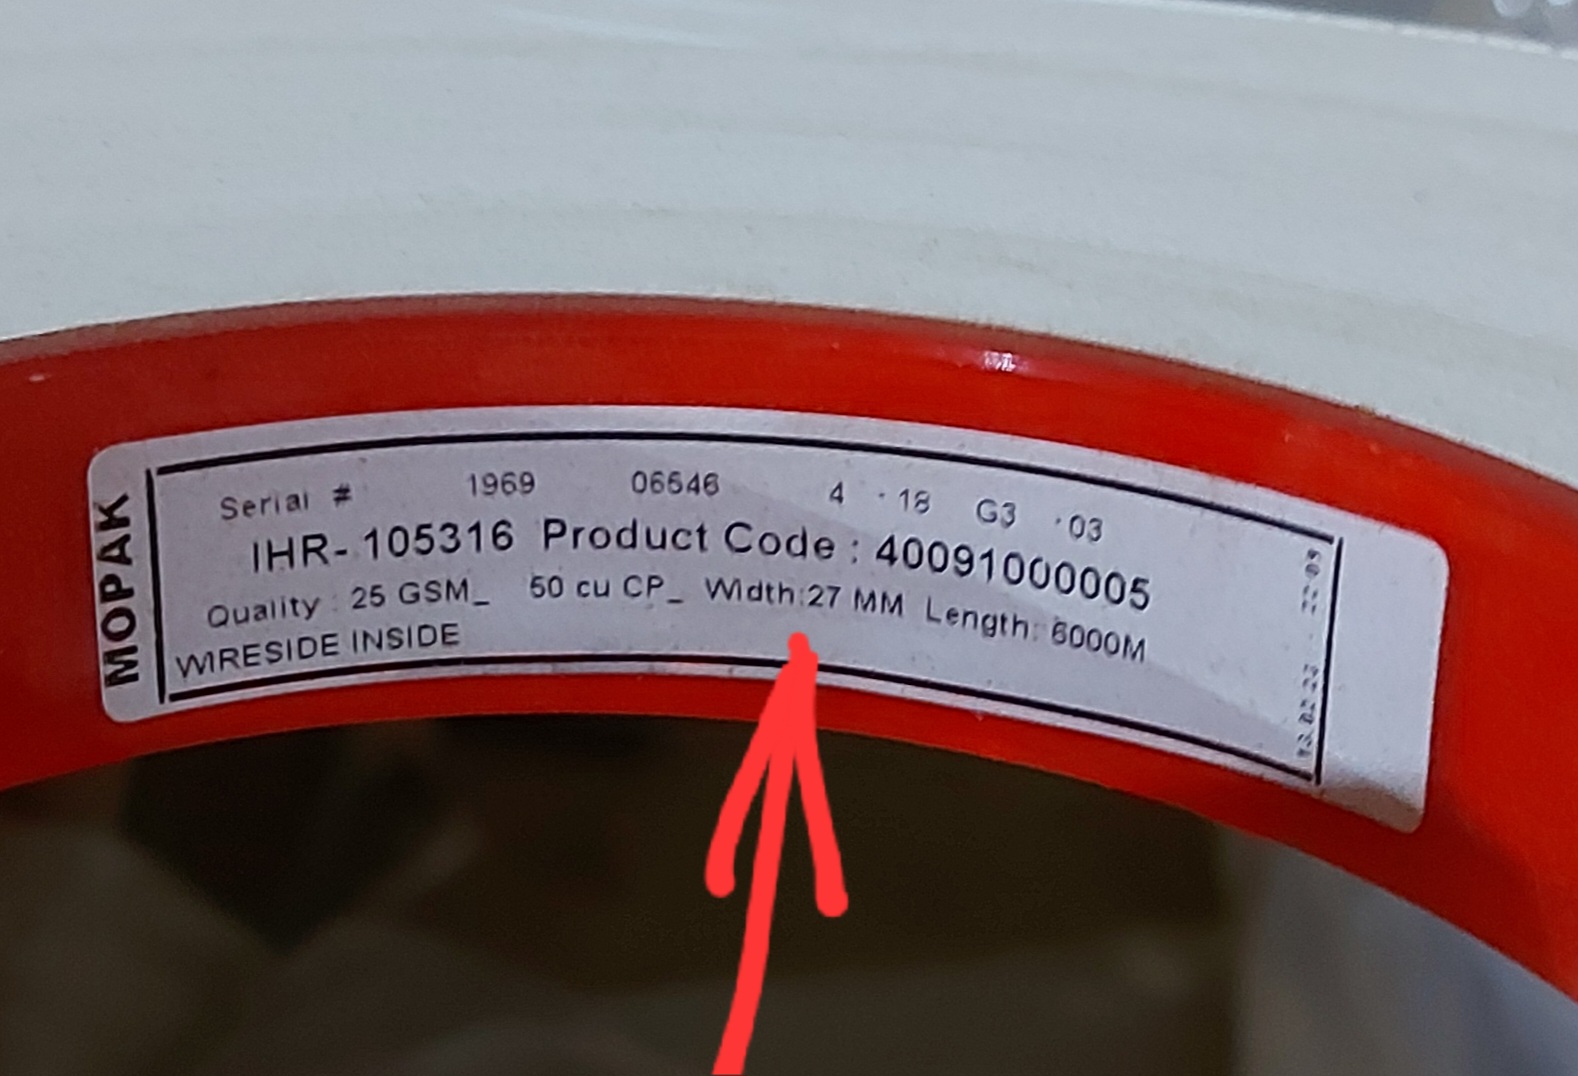 MOPAK
Serial # 1969 06546 4 18 G3 03
IHR- 105316 Product Code : 40091000005
Quality : 25 GSM_ 50 cu CP_ Width:27 MM Length: 6000M
WIRESIDE INSIDE